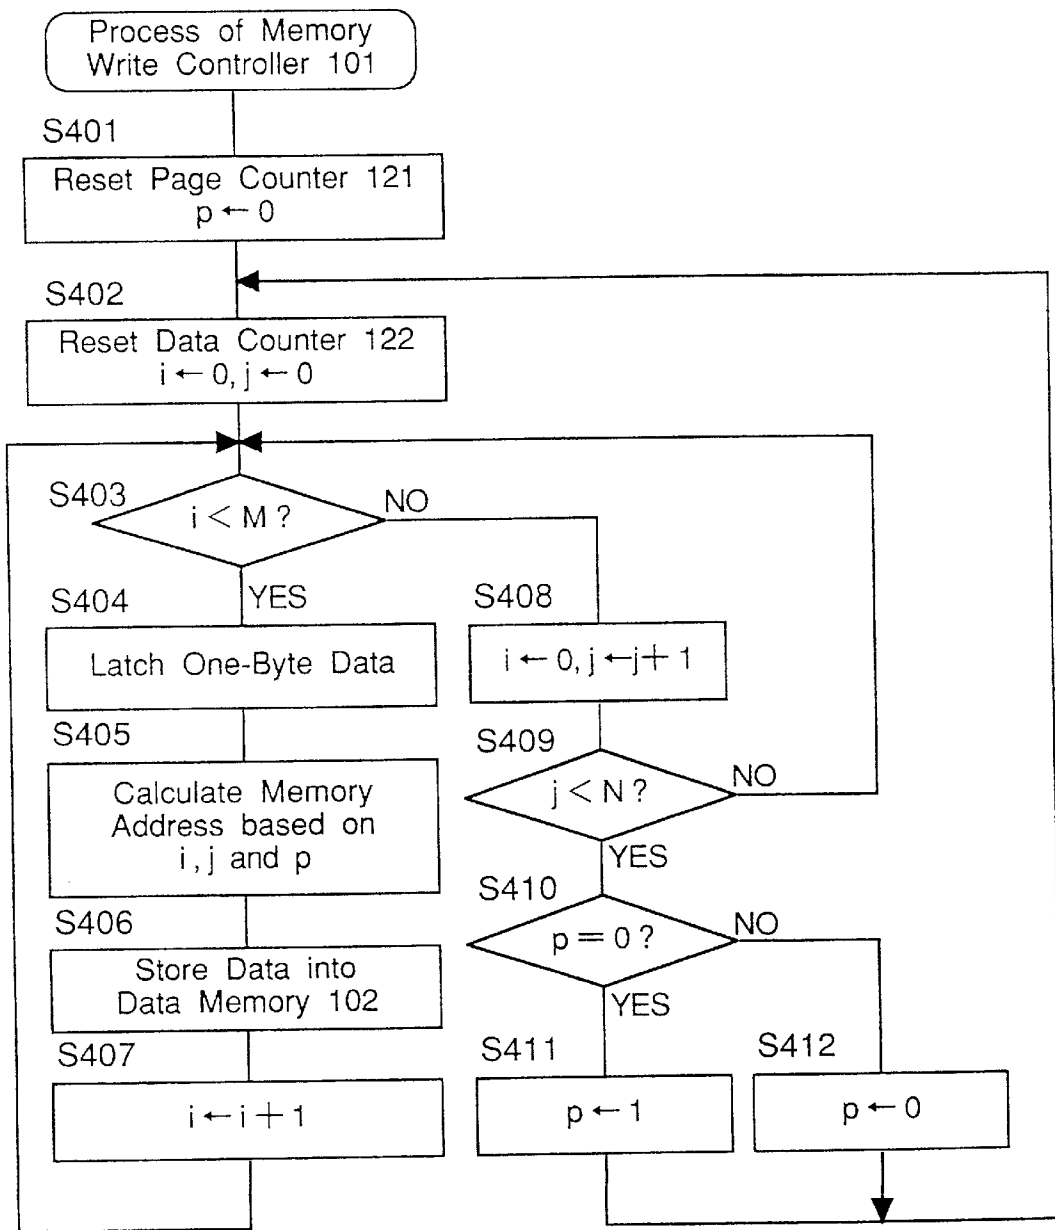 Process of Memory
Write Controller 101
S401
Reset Page Counter 121
p ← 0
S402
Reset Data Counter 122
i ← 0, j ← 0
S403
i < M ?
NO
YES
S404
Latch One-Byte Data
S405
Calculate Memory
Address based on
i, j and p
S406
Store Data into
Data Memory 102
S407
i ← i + 1
S408
i ← 0, j ← j + 1
S409
j < N ?
NO
YES
S410
p = 0 ?
NO
YES
S411
p ← 1
S412
p ← 0